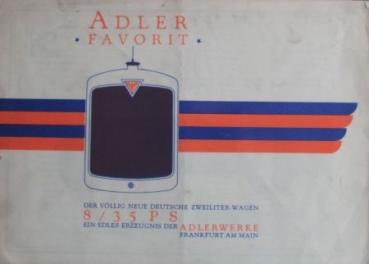 ADLER
· FAVORIT ·
DER VÖLLIG NEUE DEUTSCHE ZWEILITER-WAGEN
8/35 PS
EIN EDLES ERZEUGNIS DER ADLERWERKE
FRANKFURT AM MAIN